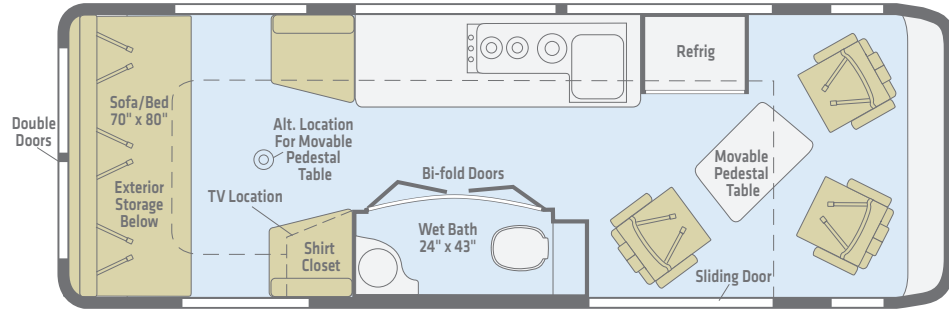 Double
Doors
Sofa/Bed
70" x 80"
Exterior
Storage
Below
Alt. Location
For Movable
Pedestal
Table
TV Location
Shirt
Closet
Bi-fold Doors
Wet Bath
24" x 43"
Refrig
Movable
Pedestal
Table
Sliding Door